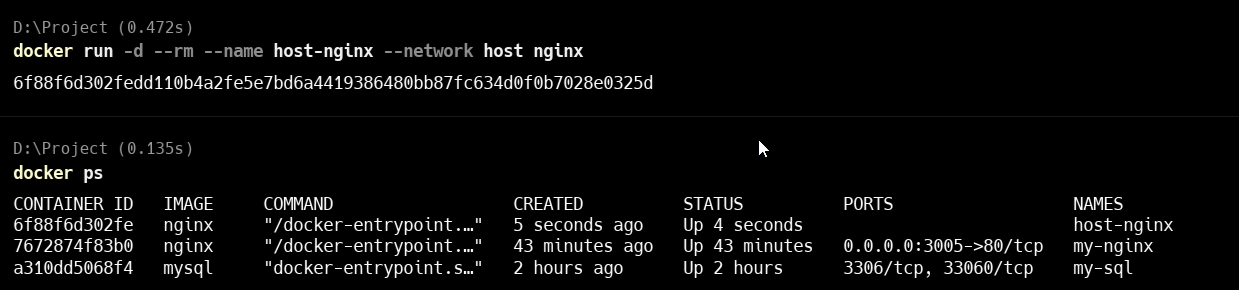 D:\Project (0.472s)
docker run -d --rm --name host-nginx --network host nginx
6f88f6d302fedd110b4a2fe5e7bd6a4419386480bb87fc634d0f0b7028e0325d
D:\Project (0.135s)
docker ps
CONTAINER ID   IMAGE     COMMAND                  CREATED          STATUS          PORTS                  NAMES
6f88f6d302fe   nginx     "/docker-entrypoint.…"   5 seconds ago    Up 4 seconds                           host-nginx
7672874f83b0   nginx     "/docker-entrypoint.…"   43 minutes ago   Up 43 minutes   0.0.0.0:3005->80/tcp   my-nginx
a310dd5068f4   mysql     "docker-entrypoint.s…"   2 hours ago      Up 2 hours      3306/tcp, 33060/tcp    my-sql